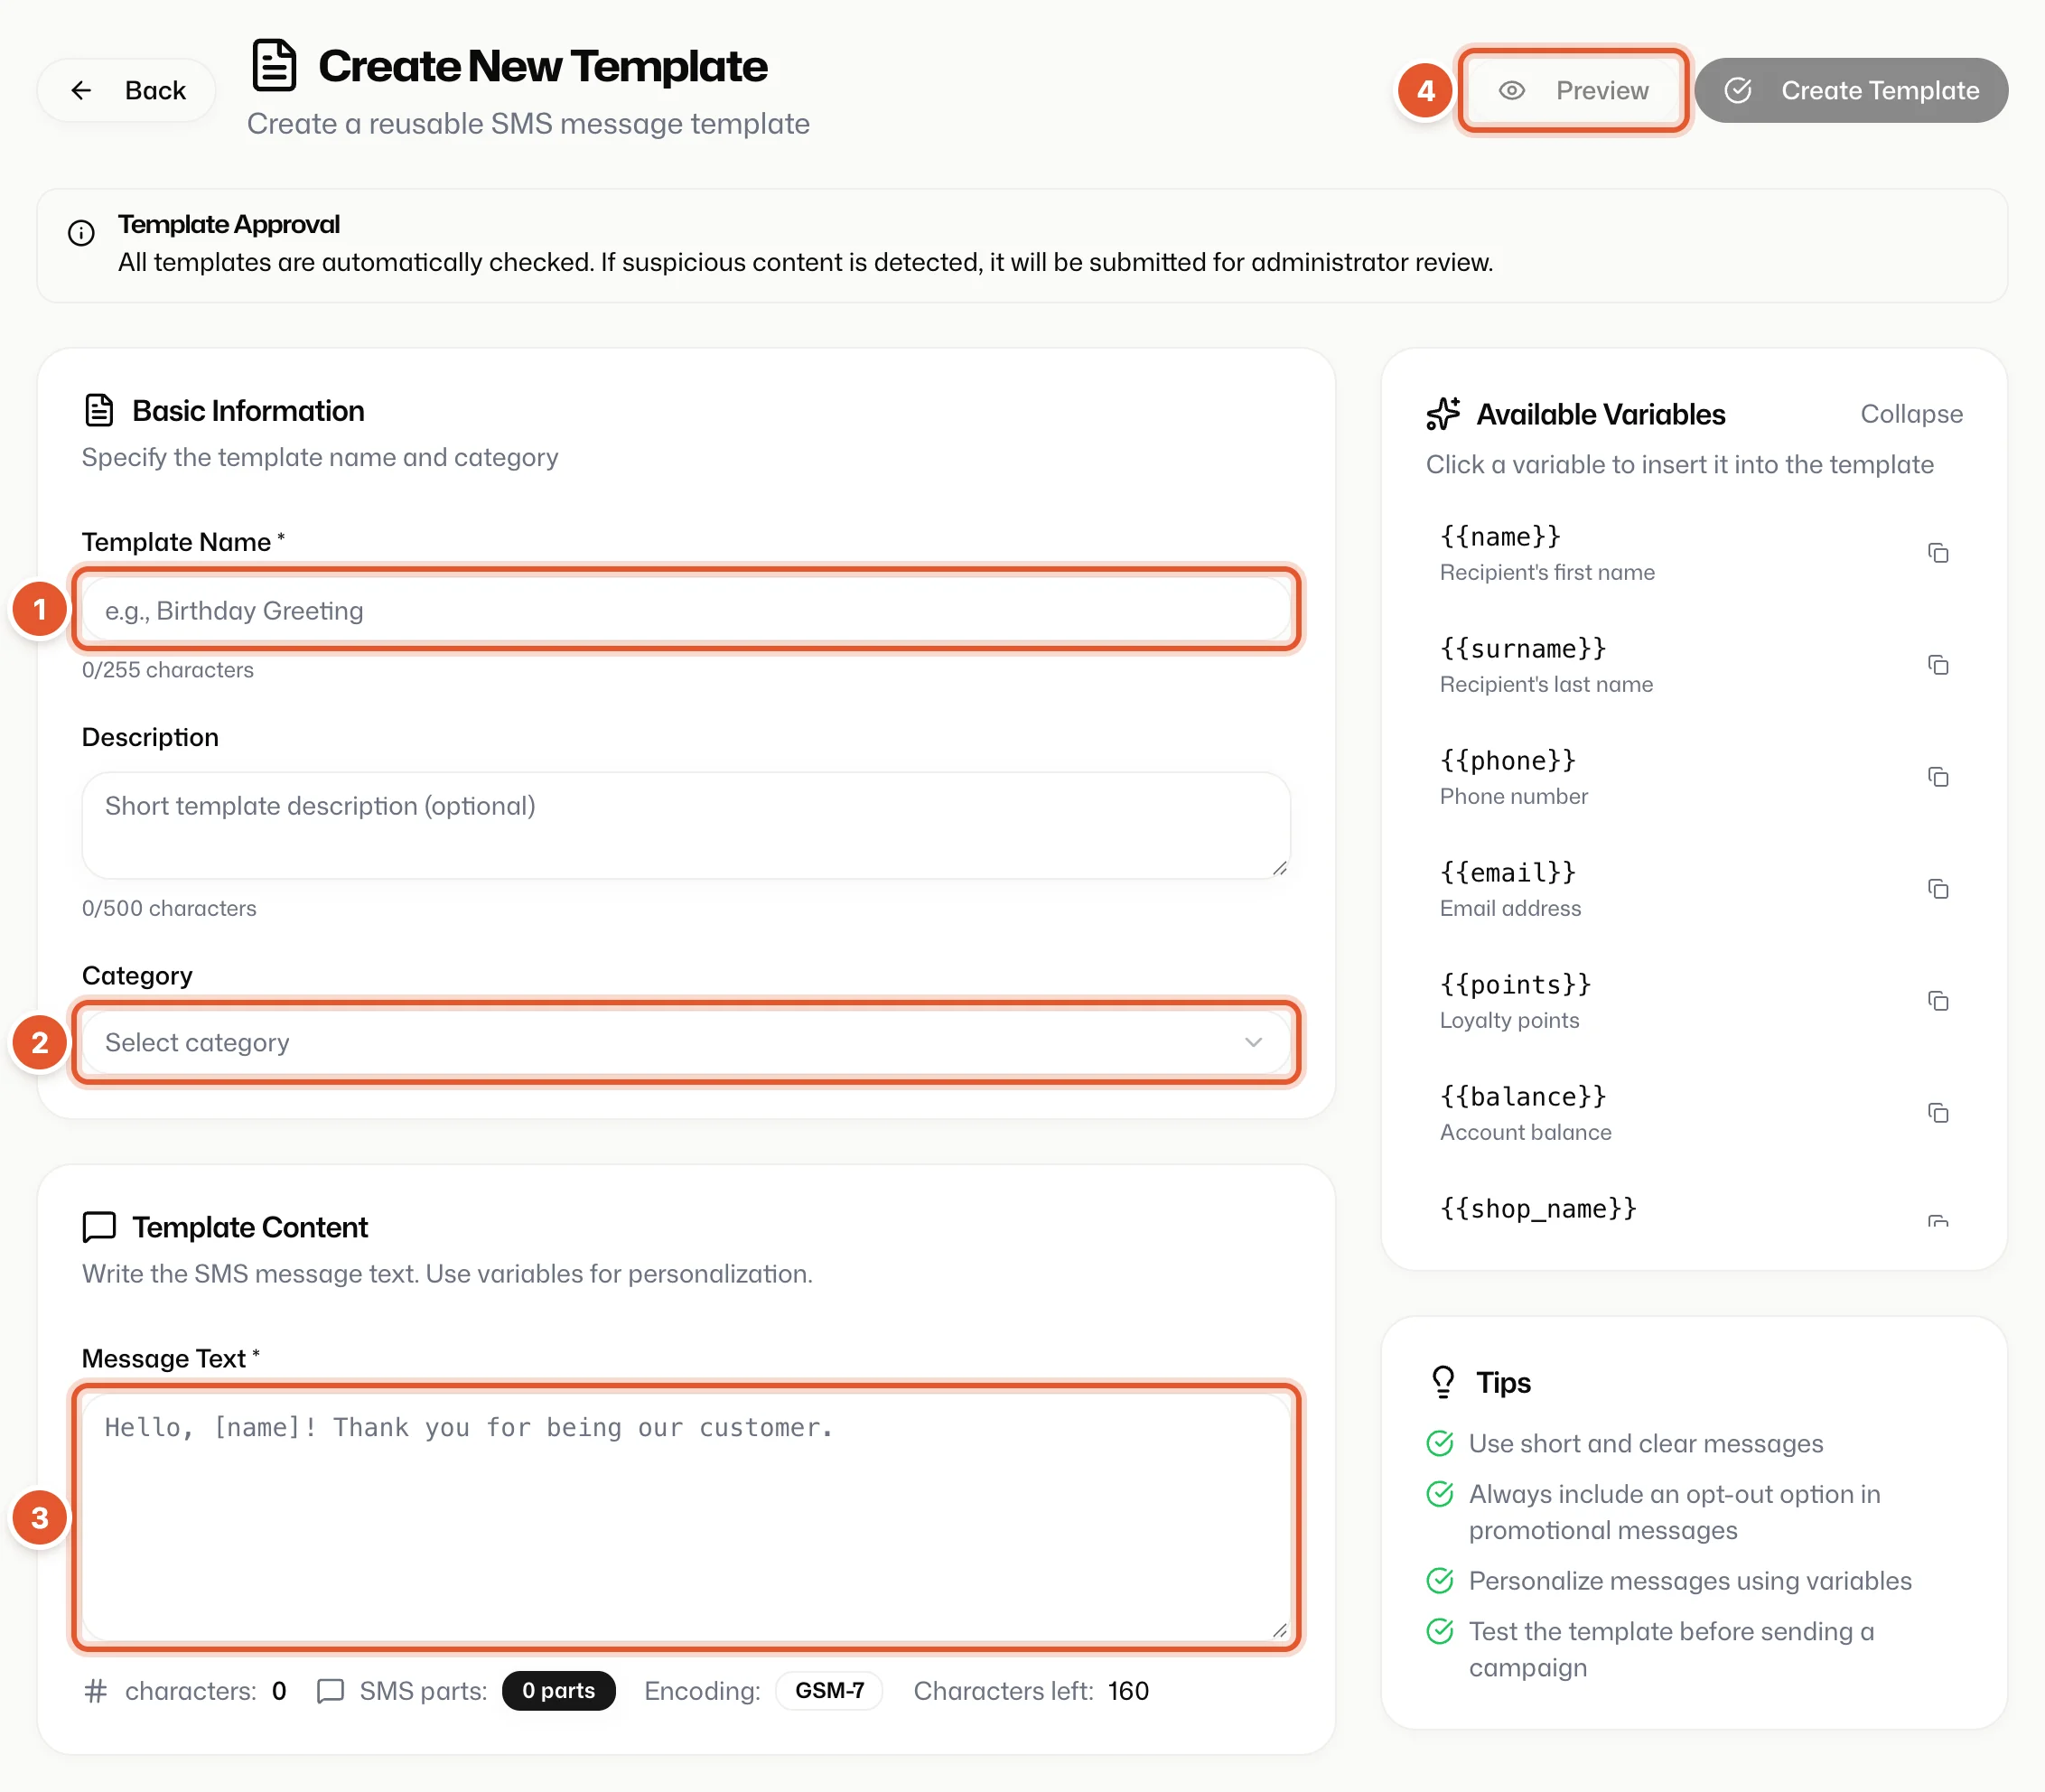 Back
Create New Template
Create a reusable SMS message template
4
Preview
Create Template
Template Approval
All templates are automatically checked. If suspicious content is detected, it will be submitted for administrator review.
Basic Information
Specify the template name and category
Template Name *
1
e.g., Birthday Greeting
0/255 characters
Description
Short template description (optional)
0/500 characters
Category
2
Select category
Template Content
Write the SMS message text. Use variables for personalization.
Message Text *
Hello, [name]! Thank you for being our customer.
3
characters: 0 SMS parts: 0 parts Encoding: GSM-7 Characters left: 160
Available Variables
Collapse
Click a variable to insert it into the template
{{name}}
Recipient's first name
{{surname}}
Recipient's last name
{{phone}}
Phone number
{{email}}
Email address
{{points}}
Loyalty points
{{balance}}
Account balance
{{shop_name}}
Tips
Use short and clear messages
Always include an opt-out option in
promotional messages
Personalize messages using variables
Test the template before sending a
campaign